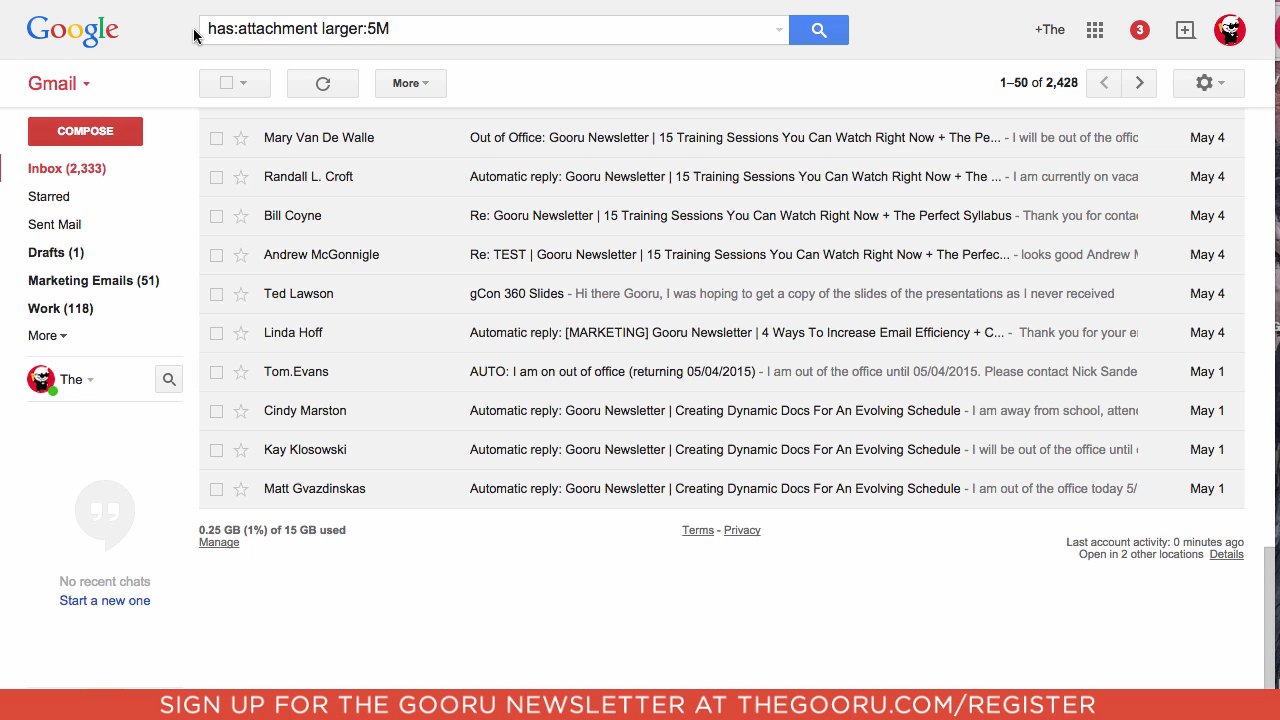 Google
has:attachment larger:5M
+The
3
Gmail
More
1–50 of 2,428
COMPOSE
Inbox (2,333)
Starred
Sent Mail
Drafts (1)
Marketing Emails (51)
Work (118)
More
The
No recent chats
Start a new one
Mary Van De Walle Out of Office: Gooru Newsletter | 15 Training Sessions You Can Watch Right Now + The Pe... - I will be out of the offic May 4
Randall L. Croft Automatic reply: Gooru Newsletter | 15 Training Sessions You Can Watch Right Now + The ... - I am currently on vaca May 4
Bill Coyne Re: Gooru Newsletter | 15 Training Sessions You Can Watch Right Now + The Perfect Syllabus - Thank you for conta May 4
Andrew McGonnigle Re: TEST | Gooru Newsletter | 15 Training Sessions You Can Watch Right Now + The Perfec... - looks good Andrew M May 4
Ted Lawson gCon 360 Slides - Hi there Gooru, I was hoping to get a copy of the slides of the presentations as I never received May 4
Linda Hoff Automatic reply: [MARKETING] Gooru Newsletter | 4 Ways To Increase Email Efficiency + C... - Thank you for your e May 4
Tom.Evans AUTO: I am on out of office (returning 05/04/2015) - I am out of the office until 05/04/2015. Please contact Nick Sande May 1
Cindy Marston Automatic reply: Gooru Newsletter | Creating Dynamic Docs For An Evolving Schedule - I am away from school, attend May 1
Kay Klosowski Automatic reply: Gooru Newsletter | Creating Dynamic Docs For An Evolving Schedule - I will be out of the office until May 1
Matt Gvazdinskas Automatic reply: Gooru Newsletter | Creating Dynamic Docs For An Evolving Schedule - I am out of the office today 5/ May 1
0.25 GB (1%) of 15 GB used
Manage
Terms - Privacy
Last account activity: 0 minutes ago
Open in 2 other locations Details
SIGN UP FOR THE GOORU NEWSLETTER AT THEGOORU.COM/REGISTER